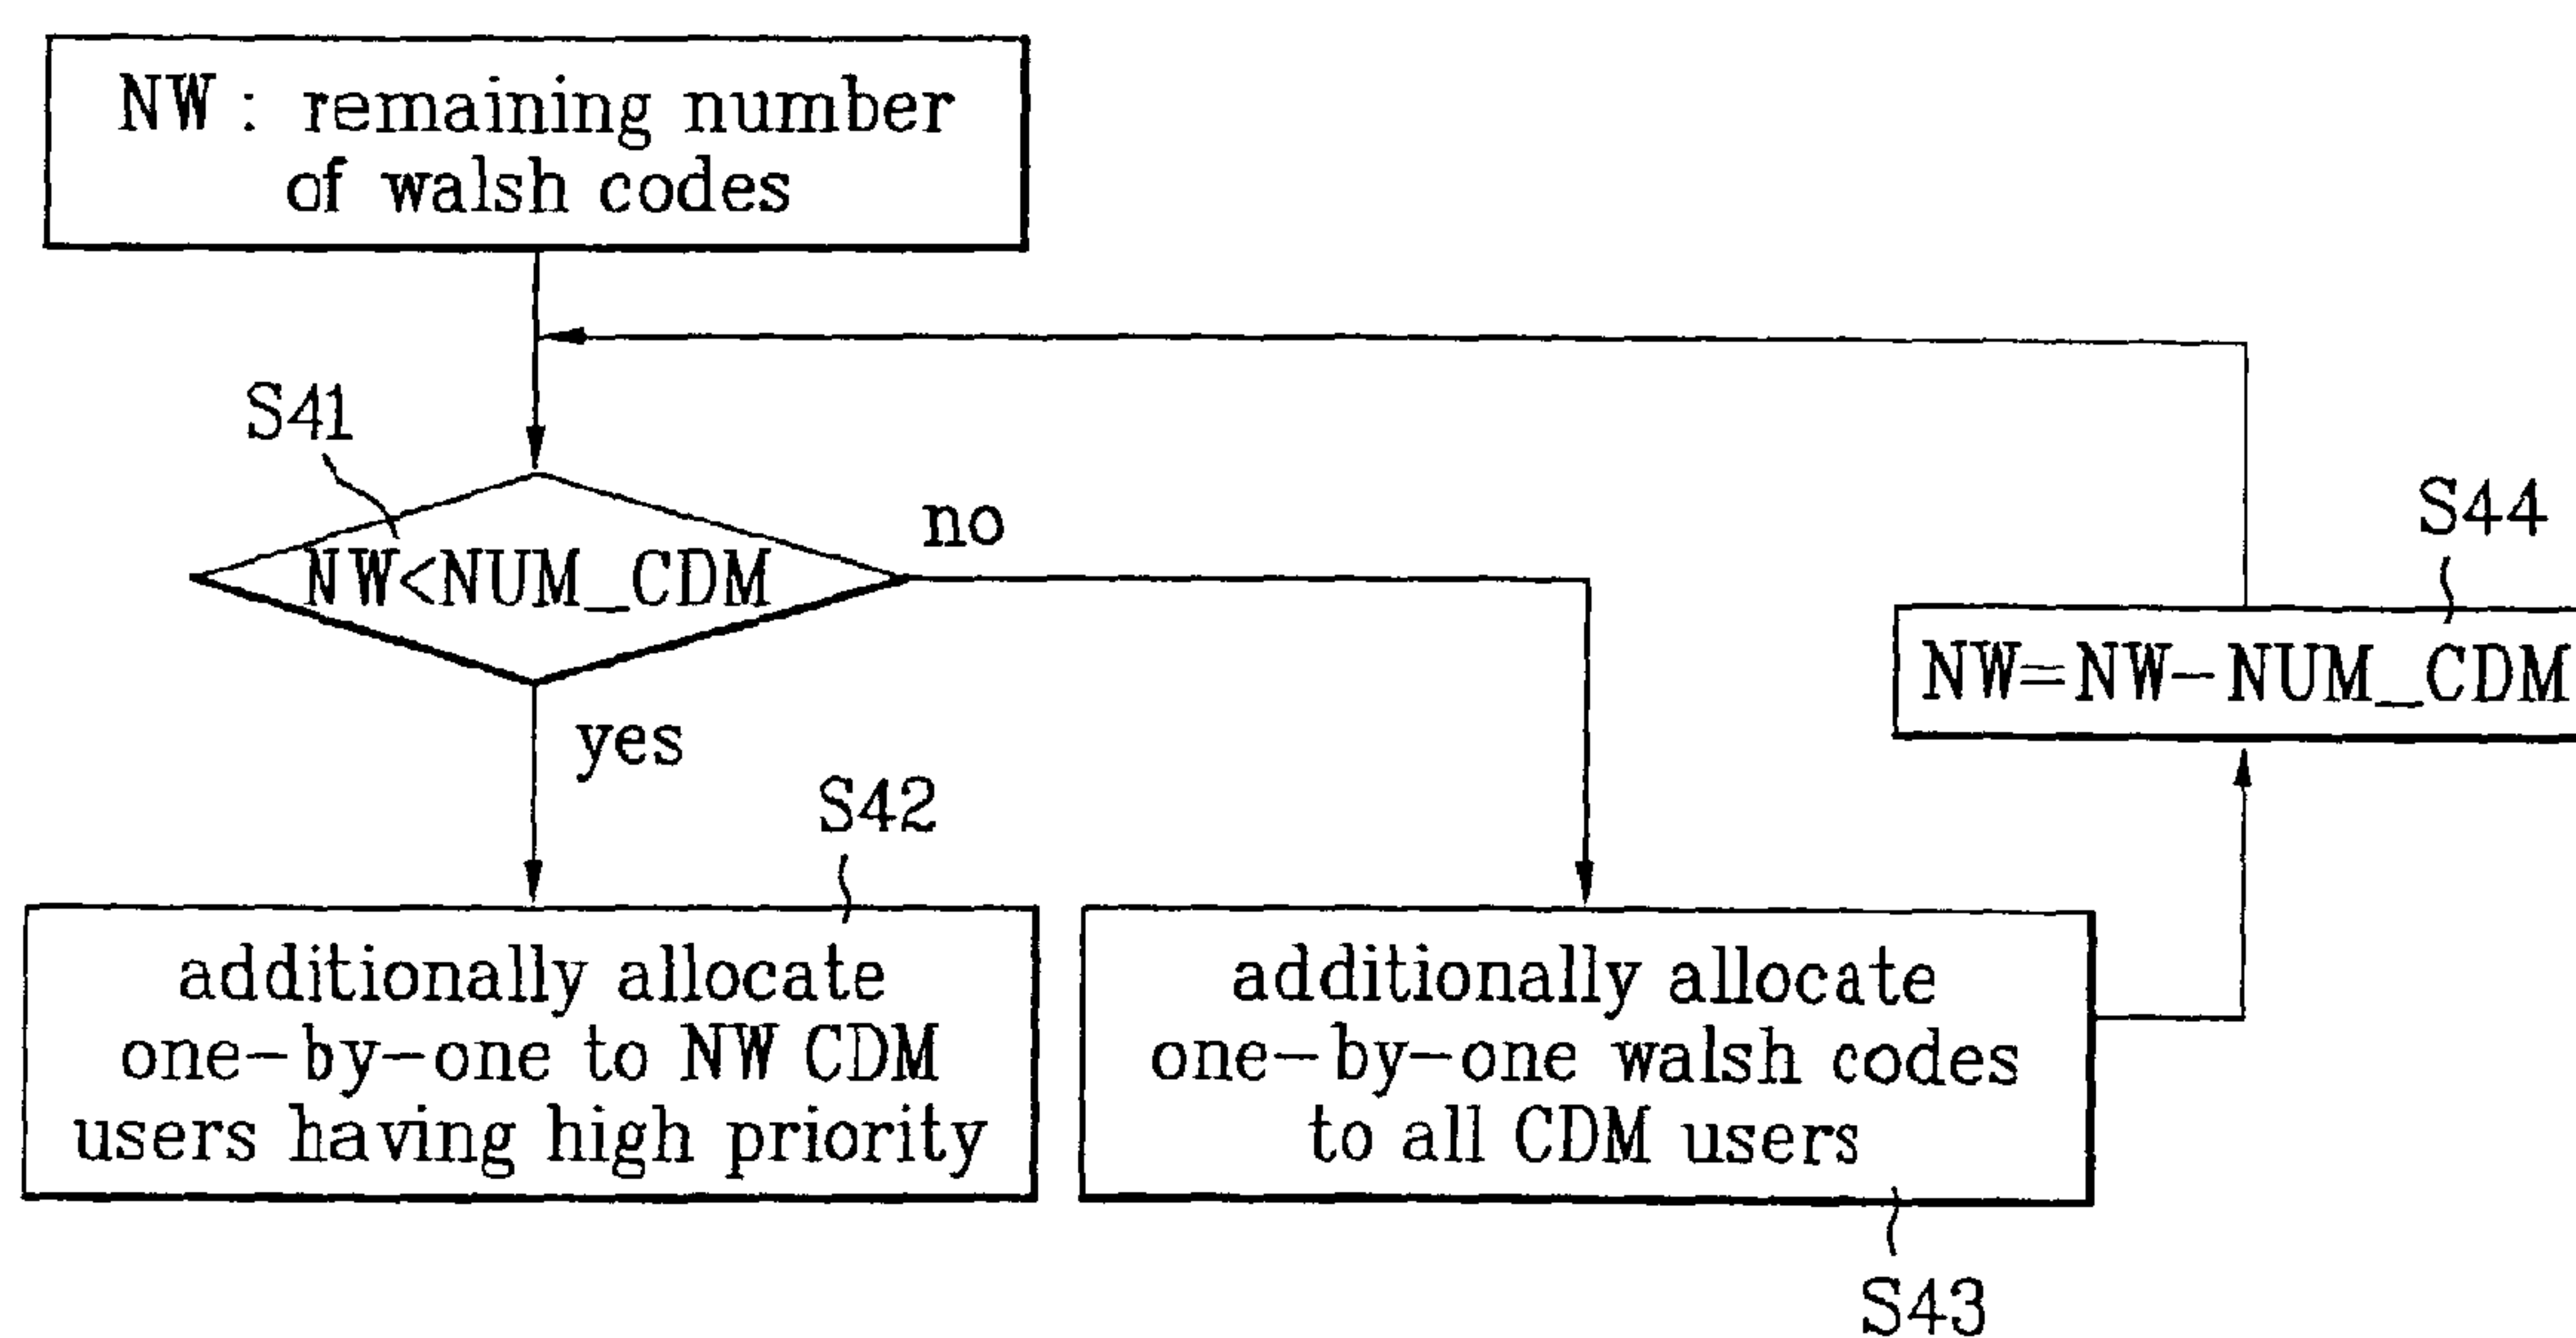 NW : remaining number
of walsh codes
S41
NW<NUM_CDM
no
yes
S44
NW=NW-NUM_CDM
S42
additionally allocate
one-by-one to NW CDM
users having high priority
additionally allocate
one-by-one walsh codes
to all CDM users
S43